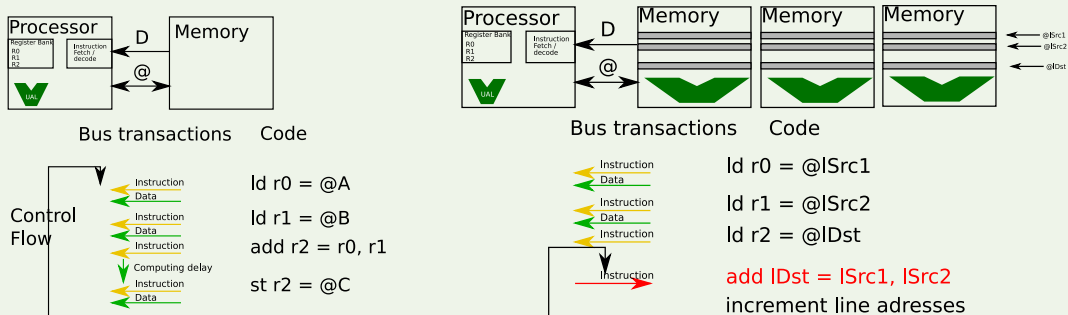 Processor
Register Bank
R0
R1
R2
Instruction
Fetch /
decode
UAL
D
@
Memory
Bus transactions
Code
Control
Flow
Instruction
Data
ld r0 = @A
Instruction
Data
ld r1 = @B
Instruction
add r2 = r0, r1
Computing delay
Instruction
Data
st r2 = @C
Processor
Register Bank
R0
R1
R2
Instruction
Fetch /
decode
UAL
D
@
Memory
Memory
Memory
@lSrc1
@lSrc2
@lDst
Bus transactions
Code
Instruction
Data
ld r0 = @lSrc1
Instruction
Data
ld r1 = @lSrc2
Instruction
ld r2 = @lDst
Instruction
add lDst = lSrc1, lSrc2
increment line adresses